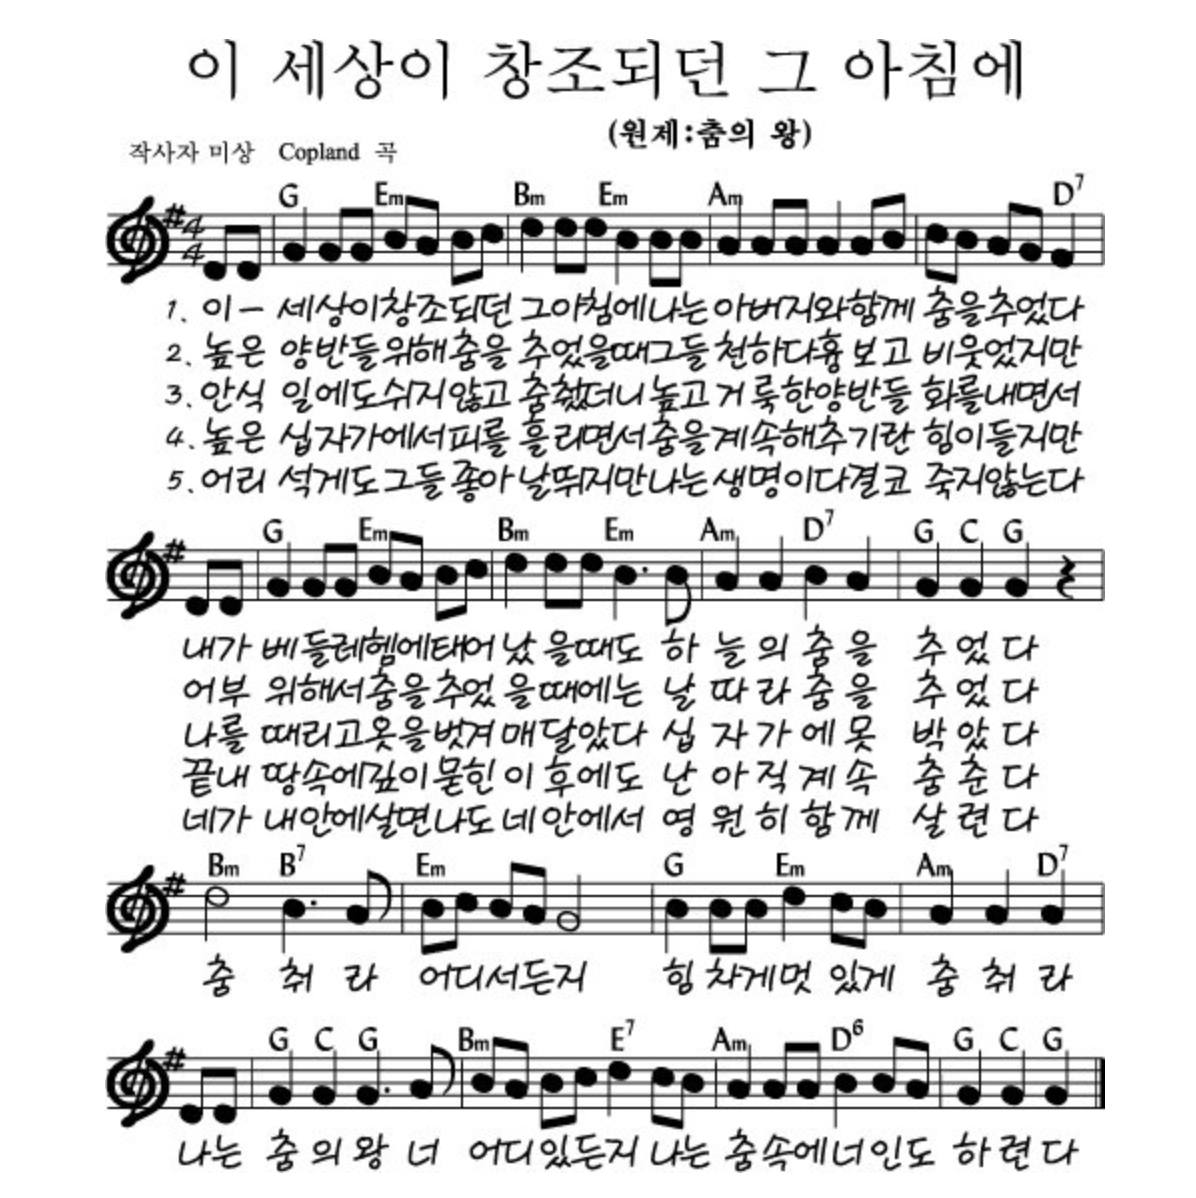 이 세상이 창조되던 그 아침에
(원제:춤의 왕)
작사자 미상 Copland 곡
G Em Bm Em Am D7
4
4
1. 이 - 세상이창조되던 그아침에나는아버지와함께 춤을추었다
2. 높은 양반들위해춤을 추었을때그들천하다흉보고 비웃었지만
3. 안식 일에도쉬지않고 춤췄더니높고거룩한양반들 화를내면서
4. 높은 십자가에서피를 흘리면서춤을계속해추기란 힘이들지만
5. 어리 석게도그들좋아 날뛰지만나는생명이다결코 죽지않는다
G Em Bm Em Am D7 G C G
내가 베들레헴에태어났을때도 하늘의춤을 추었다
어부 위해서춤을추었을때에는 날따라춤을 추었다
나를 때리고옷을벗겨매달았다 십자가에못 박았다
끝내 땅속에깊이묻힌이후에도 난아직계속 춤춘다
네가 내안에살면나도네안에서 영원히함께 살련다
Bm B7 Em G Em Am D7
춤 춰 라 어디서든지 힘차게멋있게 춤 춰 라
G C G Bm E7 Am D6 G C G
나는 춤의왕 너 어디있든지나는 춤속에너인도 하련다